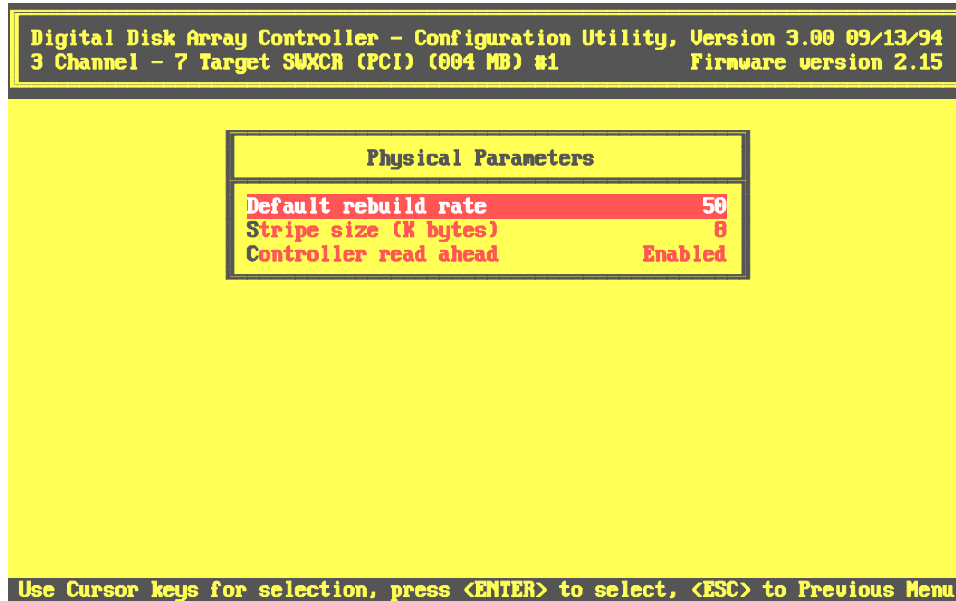 Digital Disk Array Controller - Configuration Utility, Version 3.00 09/13/94
3 Channel - 7 Target SWXCR (PCI) (004 MB) #1 Firmware version 2.15
Physical Parameters
Default rebuild rate 50
Stripe size (K bytes) 8
Controller read ahead Enabled
Use Cursor keys for selection, press <ENTER> to select, <ESC> to Previous Menu